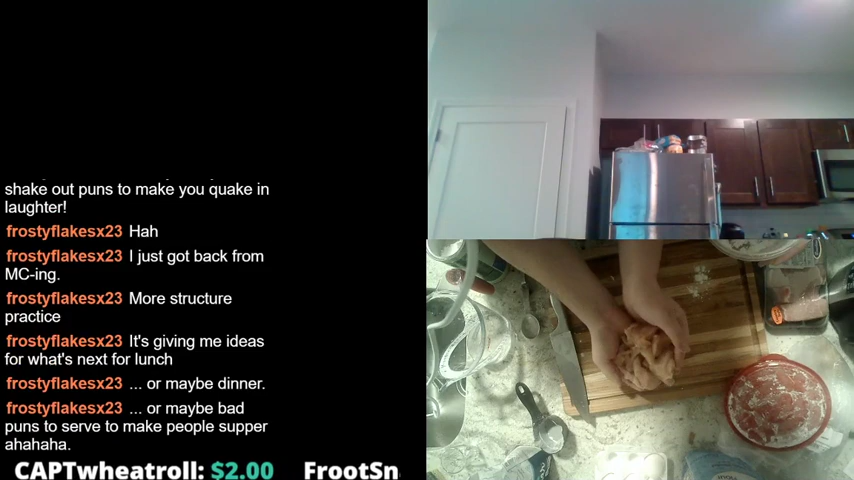 shake out puns to make you quake in
laughter!
frostyflakesx23 Hah
frostyflakesx23 I just got back from
MC-ing.
frostyflakesx23 More structure
practice
frostyflakesx23 It's giving me ideas
for what's next for lunch
frostyflakesx23 ... or maybe dinner.
frostyflakesx23 ... or maybe bad
puns to serve to make people supper
ahahaha.
CAPTwheatroll: $2.00 FrootSn